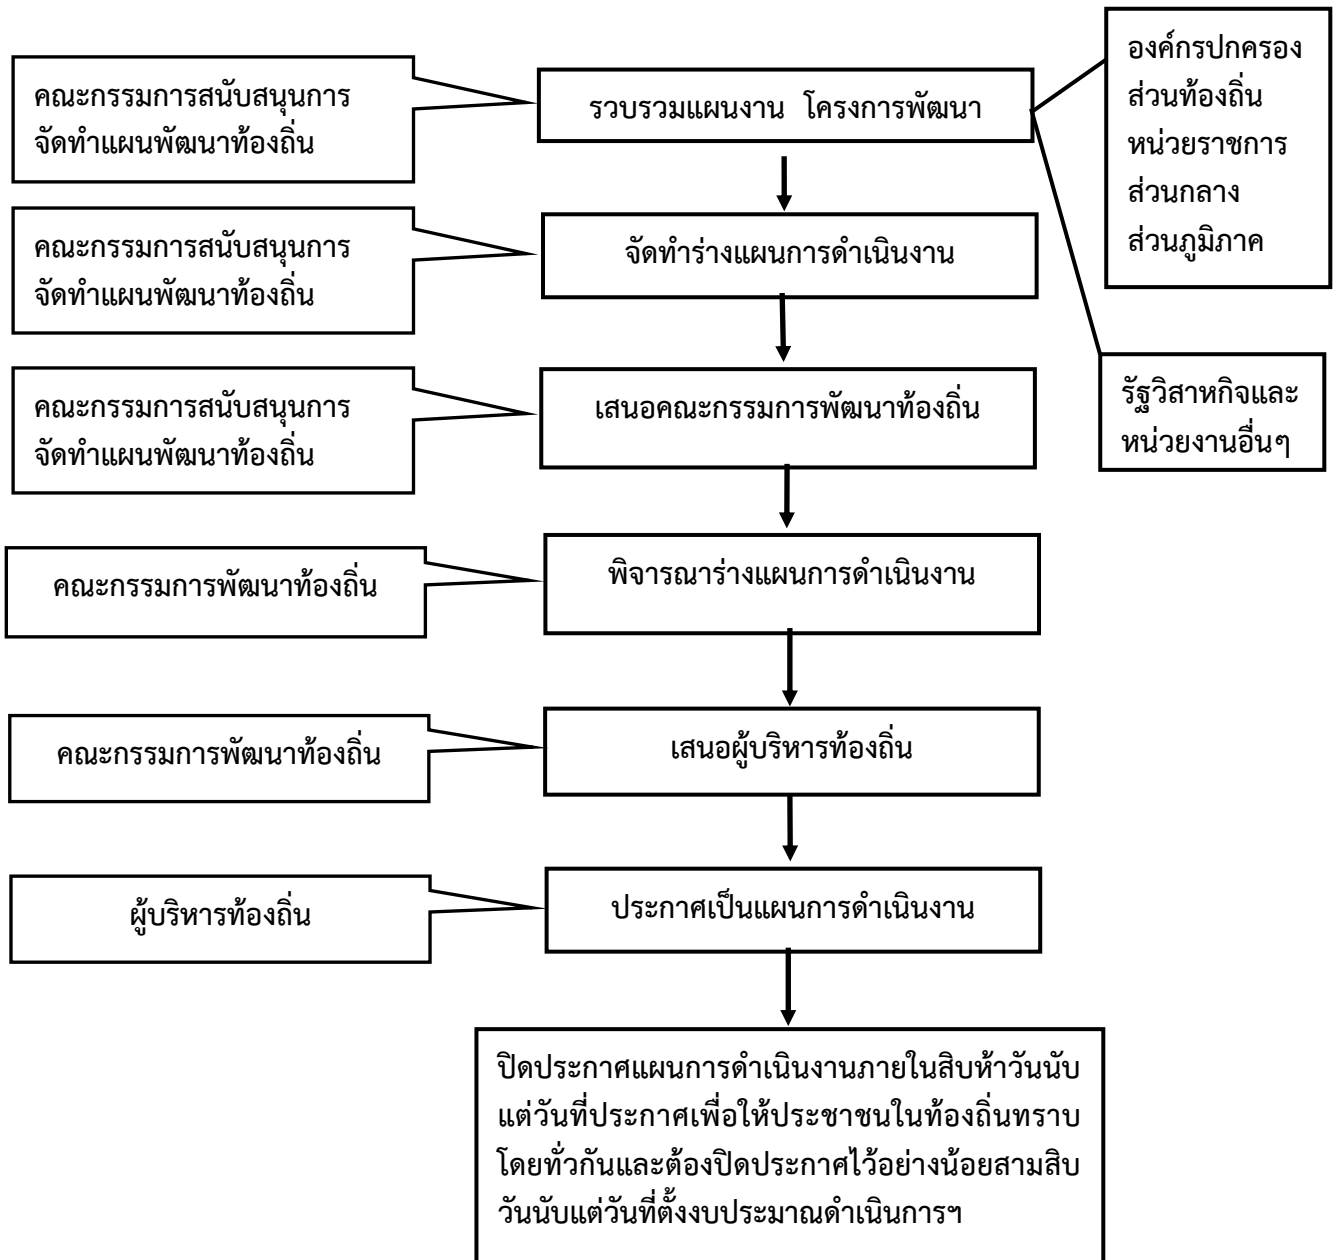 คณะกรรมการสนับสนุนการ
จัดทำแผนพัฒนาท้องถิ่น
รวบรวมแผนงาน โครงการพัฒนา
องค์กรปกครอง
ส่วนท้องถิ่น
หน่วยราชการ
ส่วนกลาง
ส่วนภูมิภาค
คณะกรรมการสนับสนุนการ
จัดทำแผนพัฒนาท้องถิ่น
จัดทำร่างแผนการดำเนินงาน
คณะกรรมการสนับสนุนการ
จัดทำแผนพัฒนาท้องถิ่น
เสนอคณะกรรมการพัฒนาท้องถิ่น
รัฐวิสาหกิจและ
หน่วยงานอื่นๆ
คณะกรรมการพัฒนาท้องถิ่น
พิจารณาร่างแผนการดำเนินงาน
คณะกรรมการพัฒนาท้องถิ่น
เสนอผู้บริหารท้องถิ่น
ผู้บริหารท้องถิ่น
ประกาศเป็นแผนการดำเนินงาน
ปิดประกาศแผนการดำเนินงานภายในสิบห้าวันนับ
แต่วันที่ประกาศเพื่อให้ประชาชนในท้องถิ่นทราบ
โดยทั่วกันและต้องปิดประกาศไว้อย่างน้อยสามสิบ
วันนับแต่วันที่ตั้งงบประมาณดำเนินการฯ